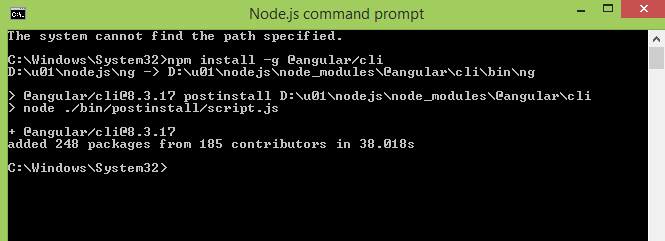 Node.js command prompt
The system cannot find the path specified.
C:\Windows\System32>npm install -g @angular/cli
D:\u01\nodejs\ng -> D:\u01\nodejs\node_modules\@angular\cli\bin\ng
> @angular/cli@8.3.17 postinstall D:\u01\nodejs\node_modules\@angular\cli
> node ./bin/postinstall/script.js
+ @angular/cli@8.3.17
added 248 packages from 185 contributors in 38.018s
C:\Windows\System32>